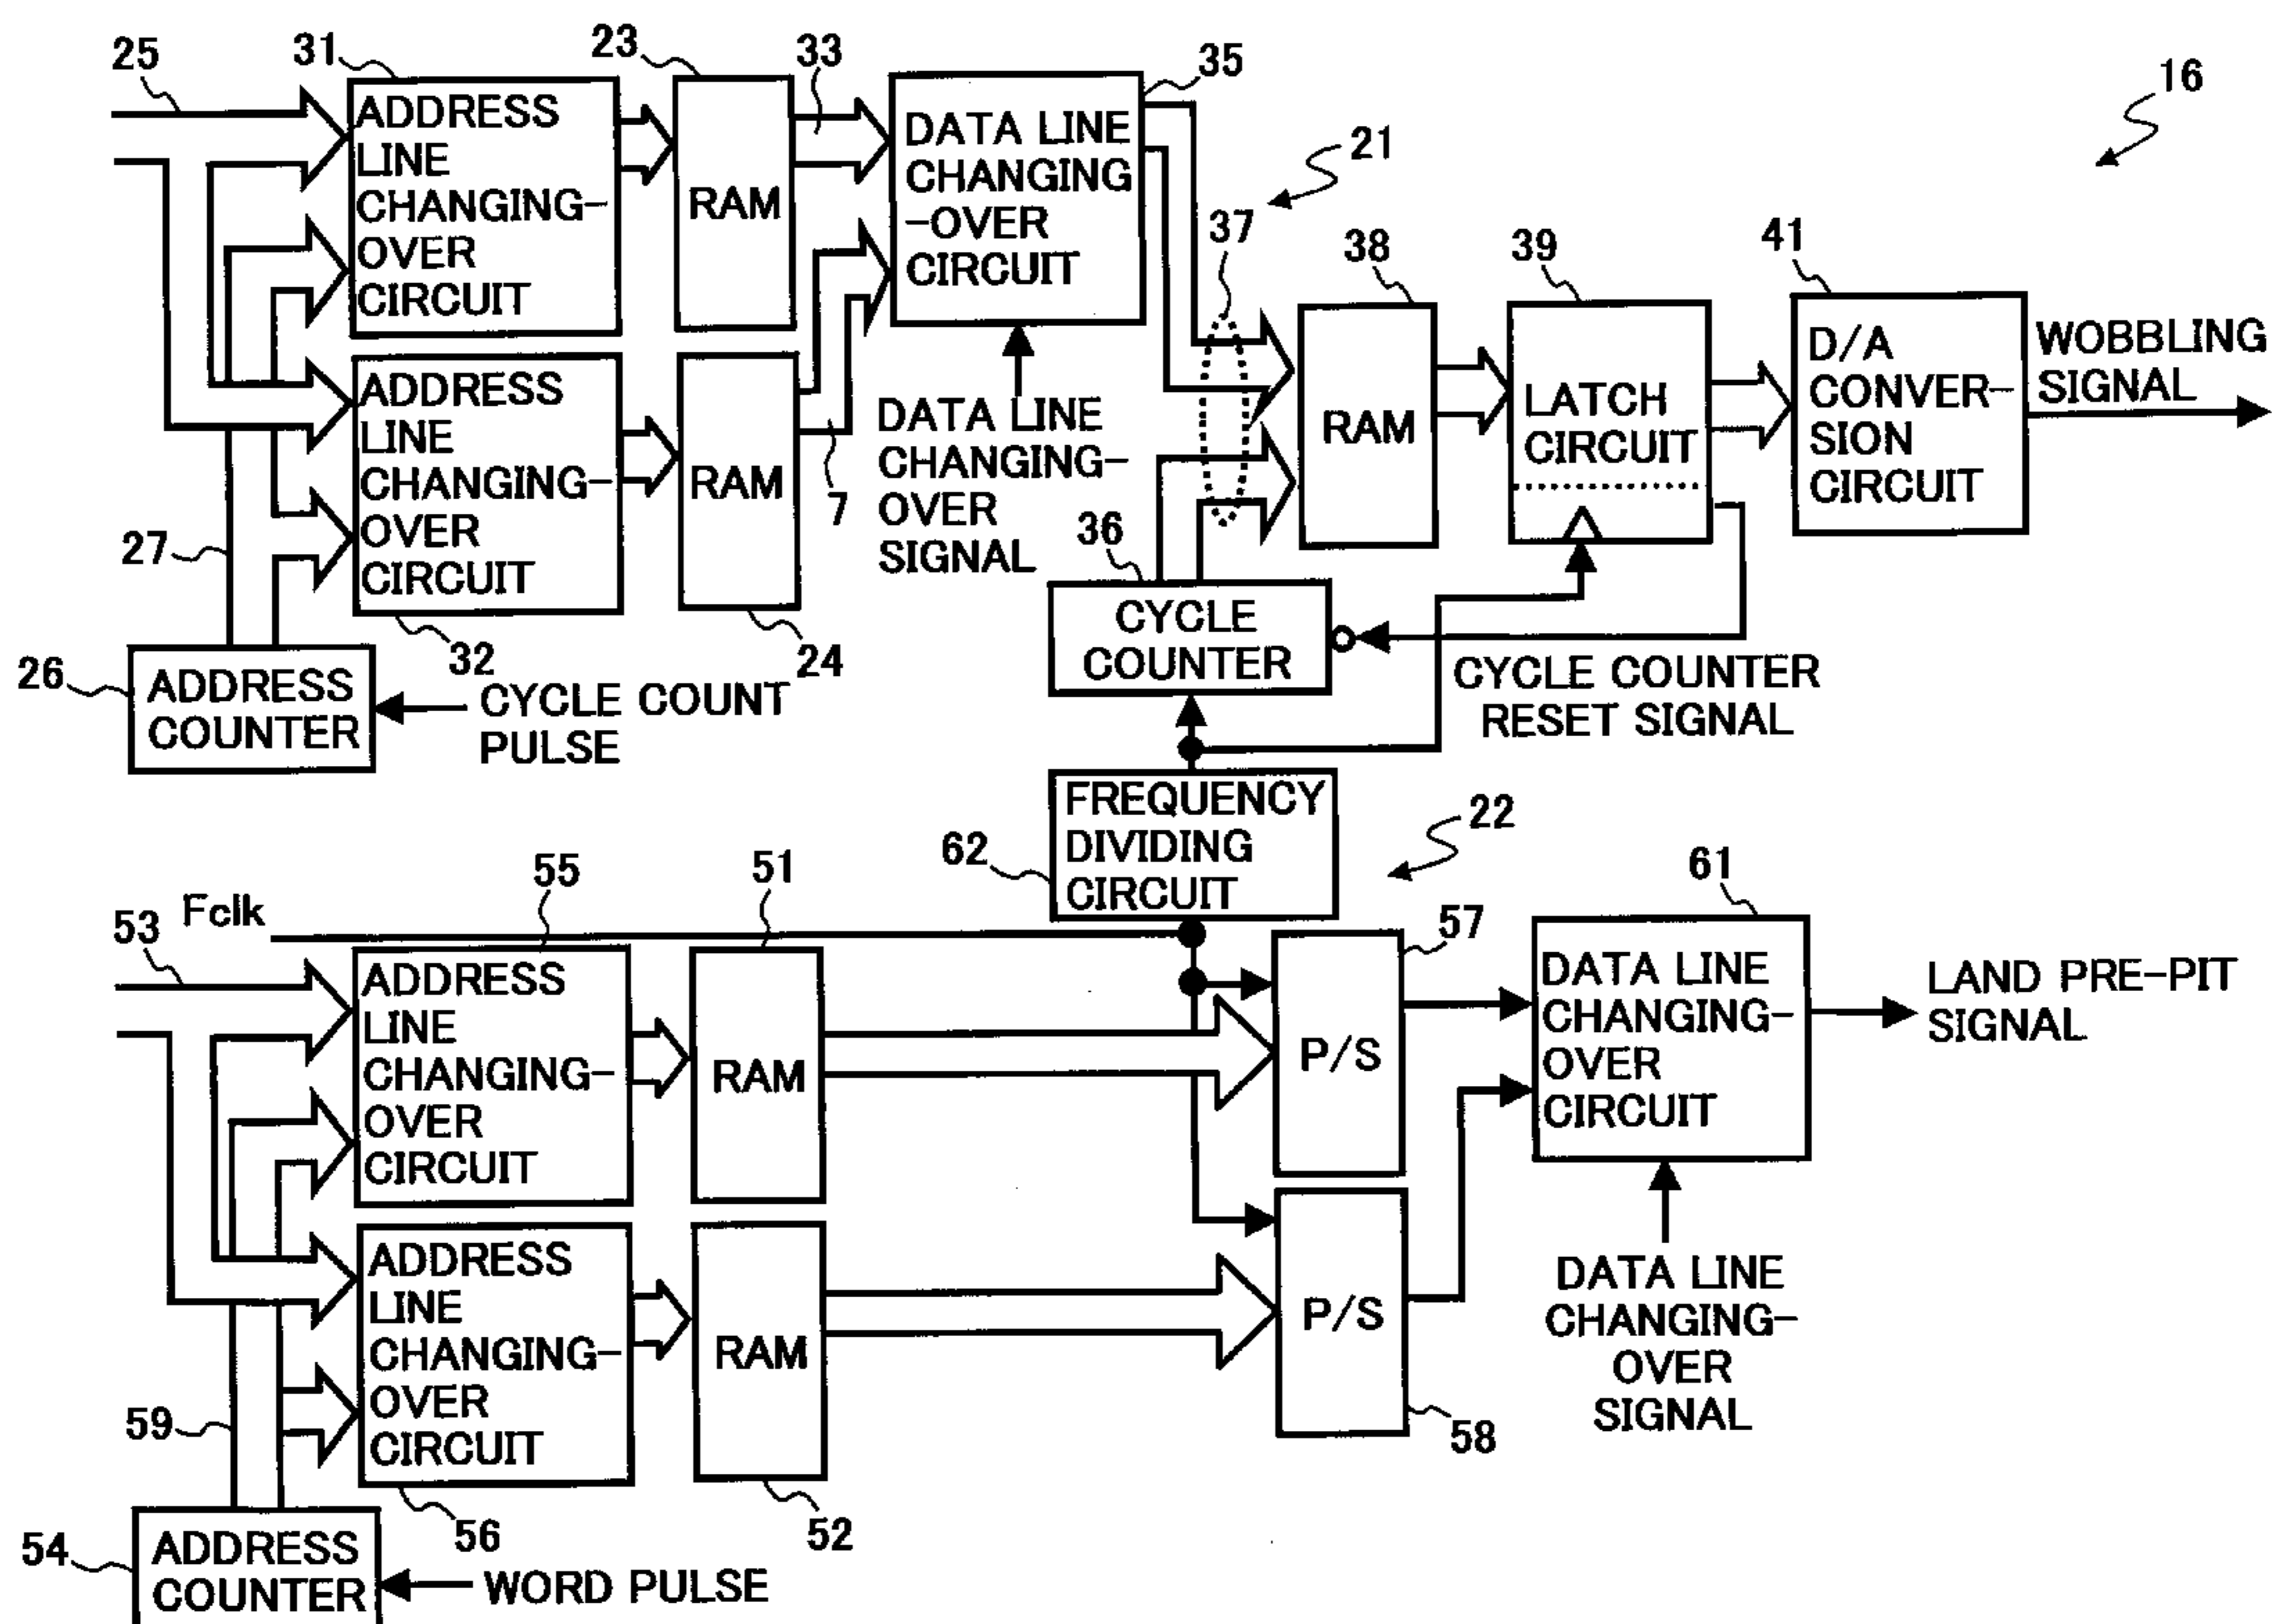 25
31
ADDRESS
LINE
CHANGING-
OVER
CIRCUIT
23
RAM
33
35
DATA LINE
CHANGING
-OVER
CIRCUIT
16
21
37
38
RAM
39
LATCH
CIRCUIT
41
D/A
CONVER-
SION
CIRCUIT
WOBBLING
SIGNAL
ADDRESS
LINE
CHANGING-
OVER
CIRCUIT
32
RAM
24
7
DATA LINE
CHANGING-
OVER
SIGNAL
27
26
ADDRESS
COUNTER
CYCLE COUNT
PULSE
36
CYCLE
COUNTER
CYCLE COUNTER
RESET SIGNAL
62
FREQUENCY
DIVIDING
CIRCUIT
22
53
Fclk
55
ADDRESS
LINE
CHANGING-
OVER
CIRCUIT
51
RAM
57
P/S
61
DATA LINE
CHANGING-
OVER
CIRCUIT
LAND PRE-PIT
SIGNAL
ADDRESS
LINE
CHANGING-
OVER
CIRCUIT
56
RAM
52
P/S
58
DATA LINE
CHANGING-
OVER
SIGNAL
59
54
ADDRESS
COUNTER
WORD PULSE